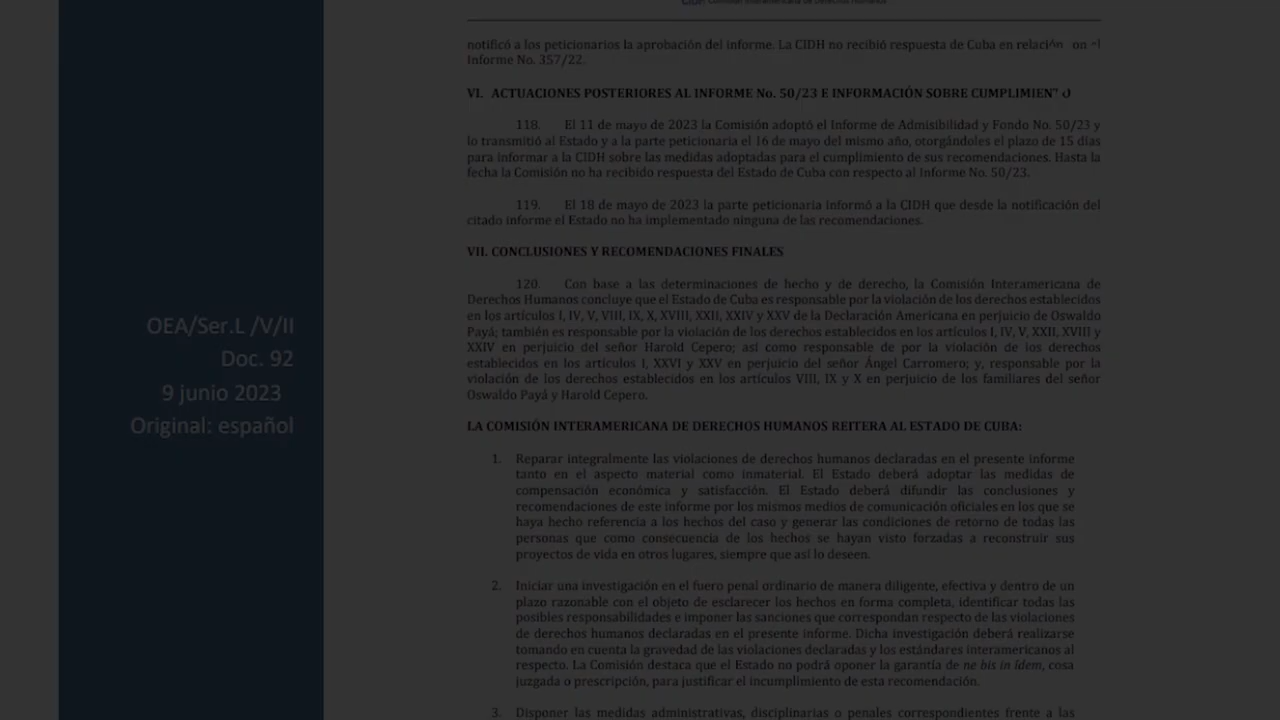 Comisión Interamericana de Derechos Humanos
notificó a los peticionarios la aprobación del informe. La CIDH no recibió respuesta de Cuba en relación
Informe No. 357/22.
VI. ACTUACIONES POSTERIORES AL INFORME No. 50/23 E INFORMACIÓN SOBRE
118. El 11 de mayo de 2023 la Comisión adoptó el Informe de Admisibilidad y Fondo No. 50/23 y
lo transmitió al Estado y a la parte peticionaria el 16 de mayo del mismo año, otorgándoles el plazo de 15 días
para informar a la CIDH sobre las medidas adoptadas para el cumplimiento de sus recomendaciones. Hasta la
fecha la Comisión no ha recibido respuesta del Estado de Cuba con respecto al Informe No. 50/23.
119. El 18 de mayo de 2023 la parte peticionaria informó a la CIDH que desde la notificación del
citado informe el Estado no ha implementado ninguna de las recomendaciones.
VII. CONCLUSIONES Y RECOMENDACIONES FINALES
120. Con base a las determinaciones de hecho y de derecho, la Comisión Interamericana de
Derechos Humanos concluye que el Estado de Cuba es responsable por la violación de los derechos establecidos
en los artículos I, IV, V, VIII, IX, X, XVIII, XXII, XXIV y XXV de la Declaración Americana en perjuicio de Oswaldo
Payá; también es responsable por la violación de los derechos establecidos en los artículos I, IV, V, XXII, XVIII y
XXIV en perjuicio del señor Harold Cepero; así como responsable de por la violación de los derechos
establecidos en los artículos I, XXVI y XXV en perjuicio del señor Ángel Carromero; y, responsable por la
violación de los derechos establecidos en los artículos VIII, IX y X en perjuicio de los familiares del señor
Oswaldo Payá y Harold Cepero.
LA COMISIÓN INTERAMERICANA DE DERECHOS HUMANOS REITERA AL ESTADO DE CUBA:
1. Reparar integralmente las violaciones de derechos humanos declaradas en el presente informe
tanto en el aspecto material como inmaterial. El Estado deberá adoptar las medidas de
compensación económica y satisfacción. El Estado deberá difundir las conclusiones y
recomendaciones de este informe por los mismos medios de comunicación oficiales en los que se
haya hecho referencia a los hechos del caso y generar las condiciones de retorno de todas las
personas que como consecuencia de los hechos se hayan visto forzadas a reconstruir sus
proyectos de vida en otros lugares, siempre que así lo deseen.
2. Iniciar una investigación en el fuero penal ordinario de manera diligente, efectiva y dentro de un
plazo razonable con el objeto de esclarecer los hechos en forma completa, identificar todas las
posibles responsabilidades e imponer las sanciones que correspondan respecto de las violaciones
de derechos humanos declaradas en el presente informe. Dicha investigación deberá realizarse
tomando en cuenta la gravedad de las violaciones declaradas y los estándares interamericanos al
respecto. La Comisión destaca que el Estado no podrá oponer la garantía de ne bis in ídem, cosa
juzgada o prescripción, para justificar el incumplimiento de esta recomendación.
3. Disponer las medidas administrativas, disciplinarias o penales correspondientes frente a las
OEA/Ser.L /V/II
Doc. 92
9 junio 2023
Original: español